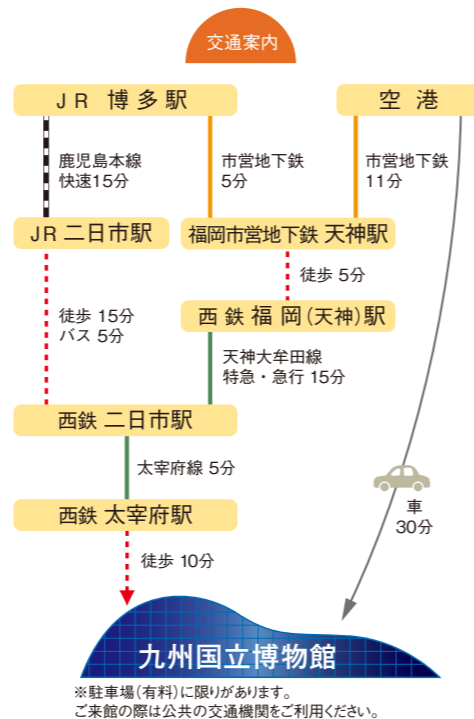 交通案内
JR 博多駅
空港
鹿児島本線
快速15分
市営地下鉄
5分
市営地下鉄
11分
JR 二日市駅
福岡市営地下鉄 天神駅
徒歩 5分
徒歩 15分
バス 5分
西鉄 福岡(天神)駅
天神大牟田線
特急・急行 15分
西鉄 二日市駅
太宰府線 5分
西鉄 太宰府駅
車
30分
徒歩 10分
九州国立博物館
※駐車場(有料)に限りがあります。
ご来館の際は公共の交通機関をご利用ください。